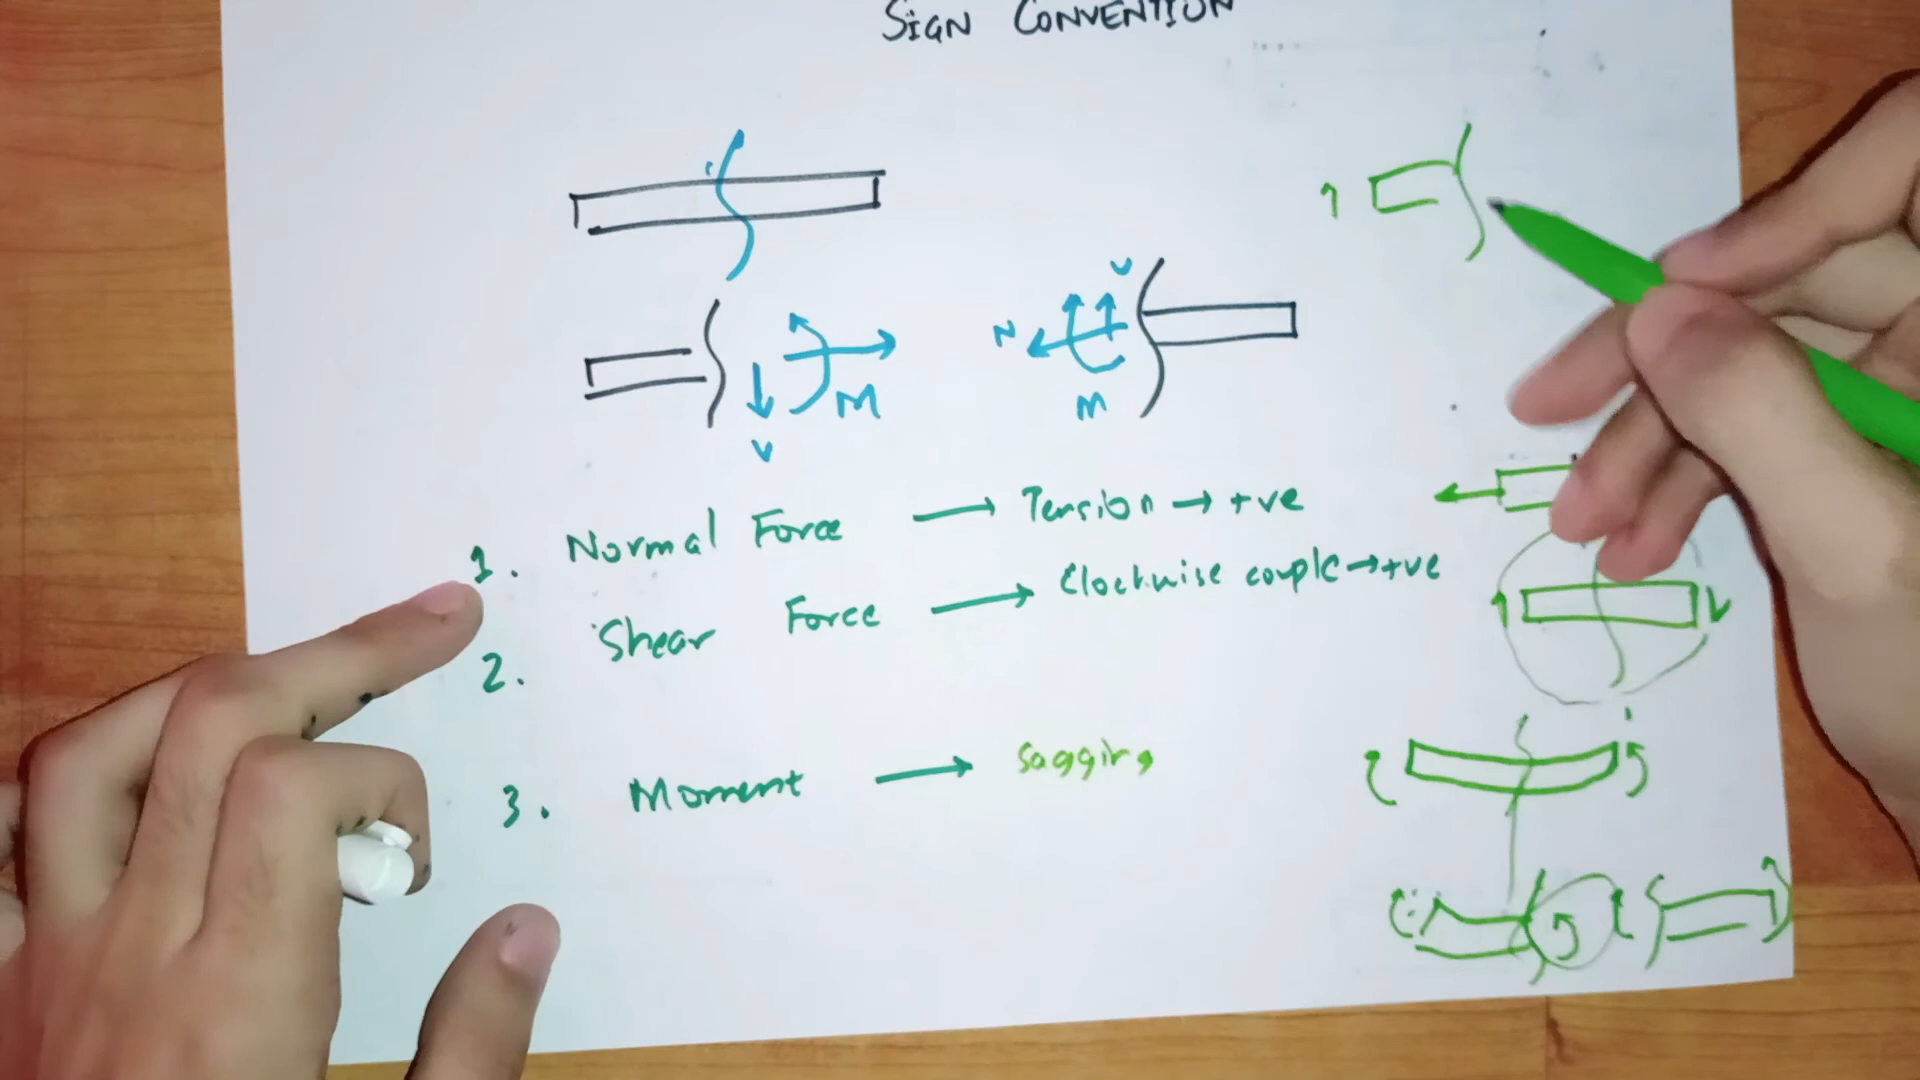 SIGN CONVENTION
V
N
M
V
M
1. Normal Force → Tension → +ve
2. Shear Force → Clockwise couple → +ve
3. Moment → Sagging